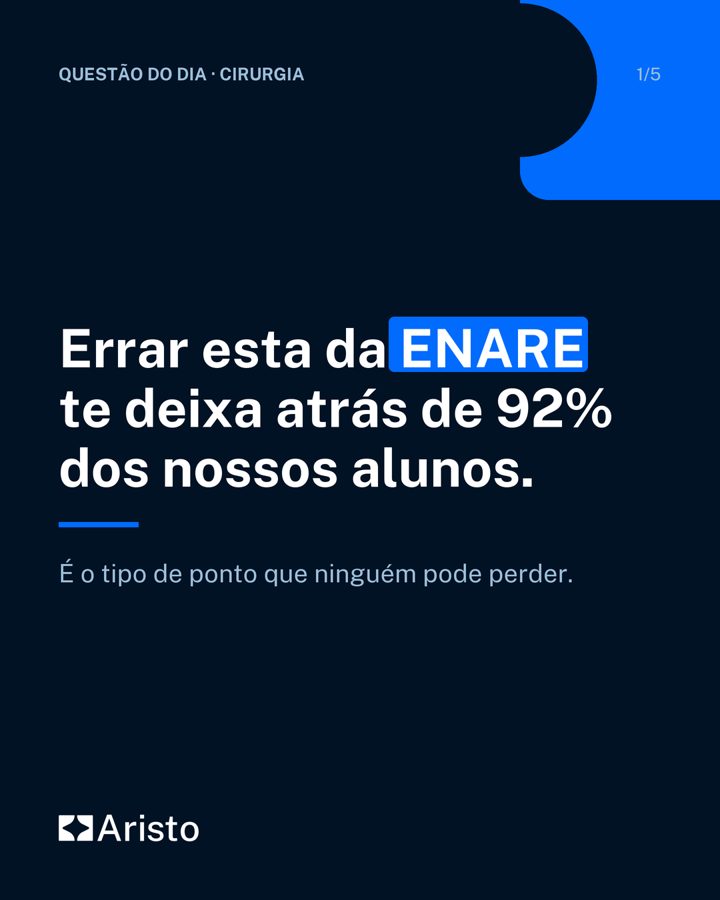 QUESTÃO DO DIA · CIRURGIA
1/5
Errar esta da ENARE
te deixa atrás de 92%
dos nossos alunos.
É o tipo de ponto que ninguém pode perder.
Aristo